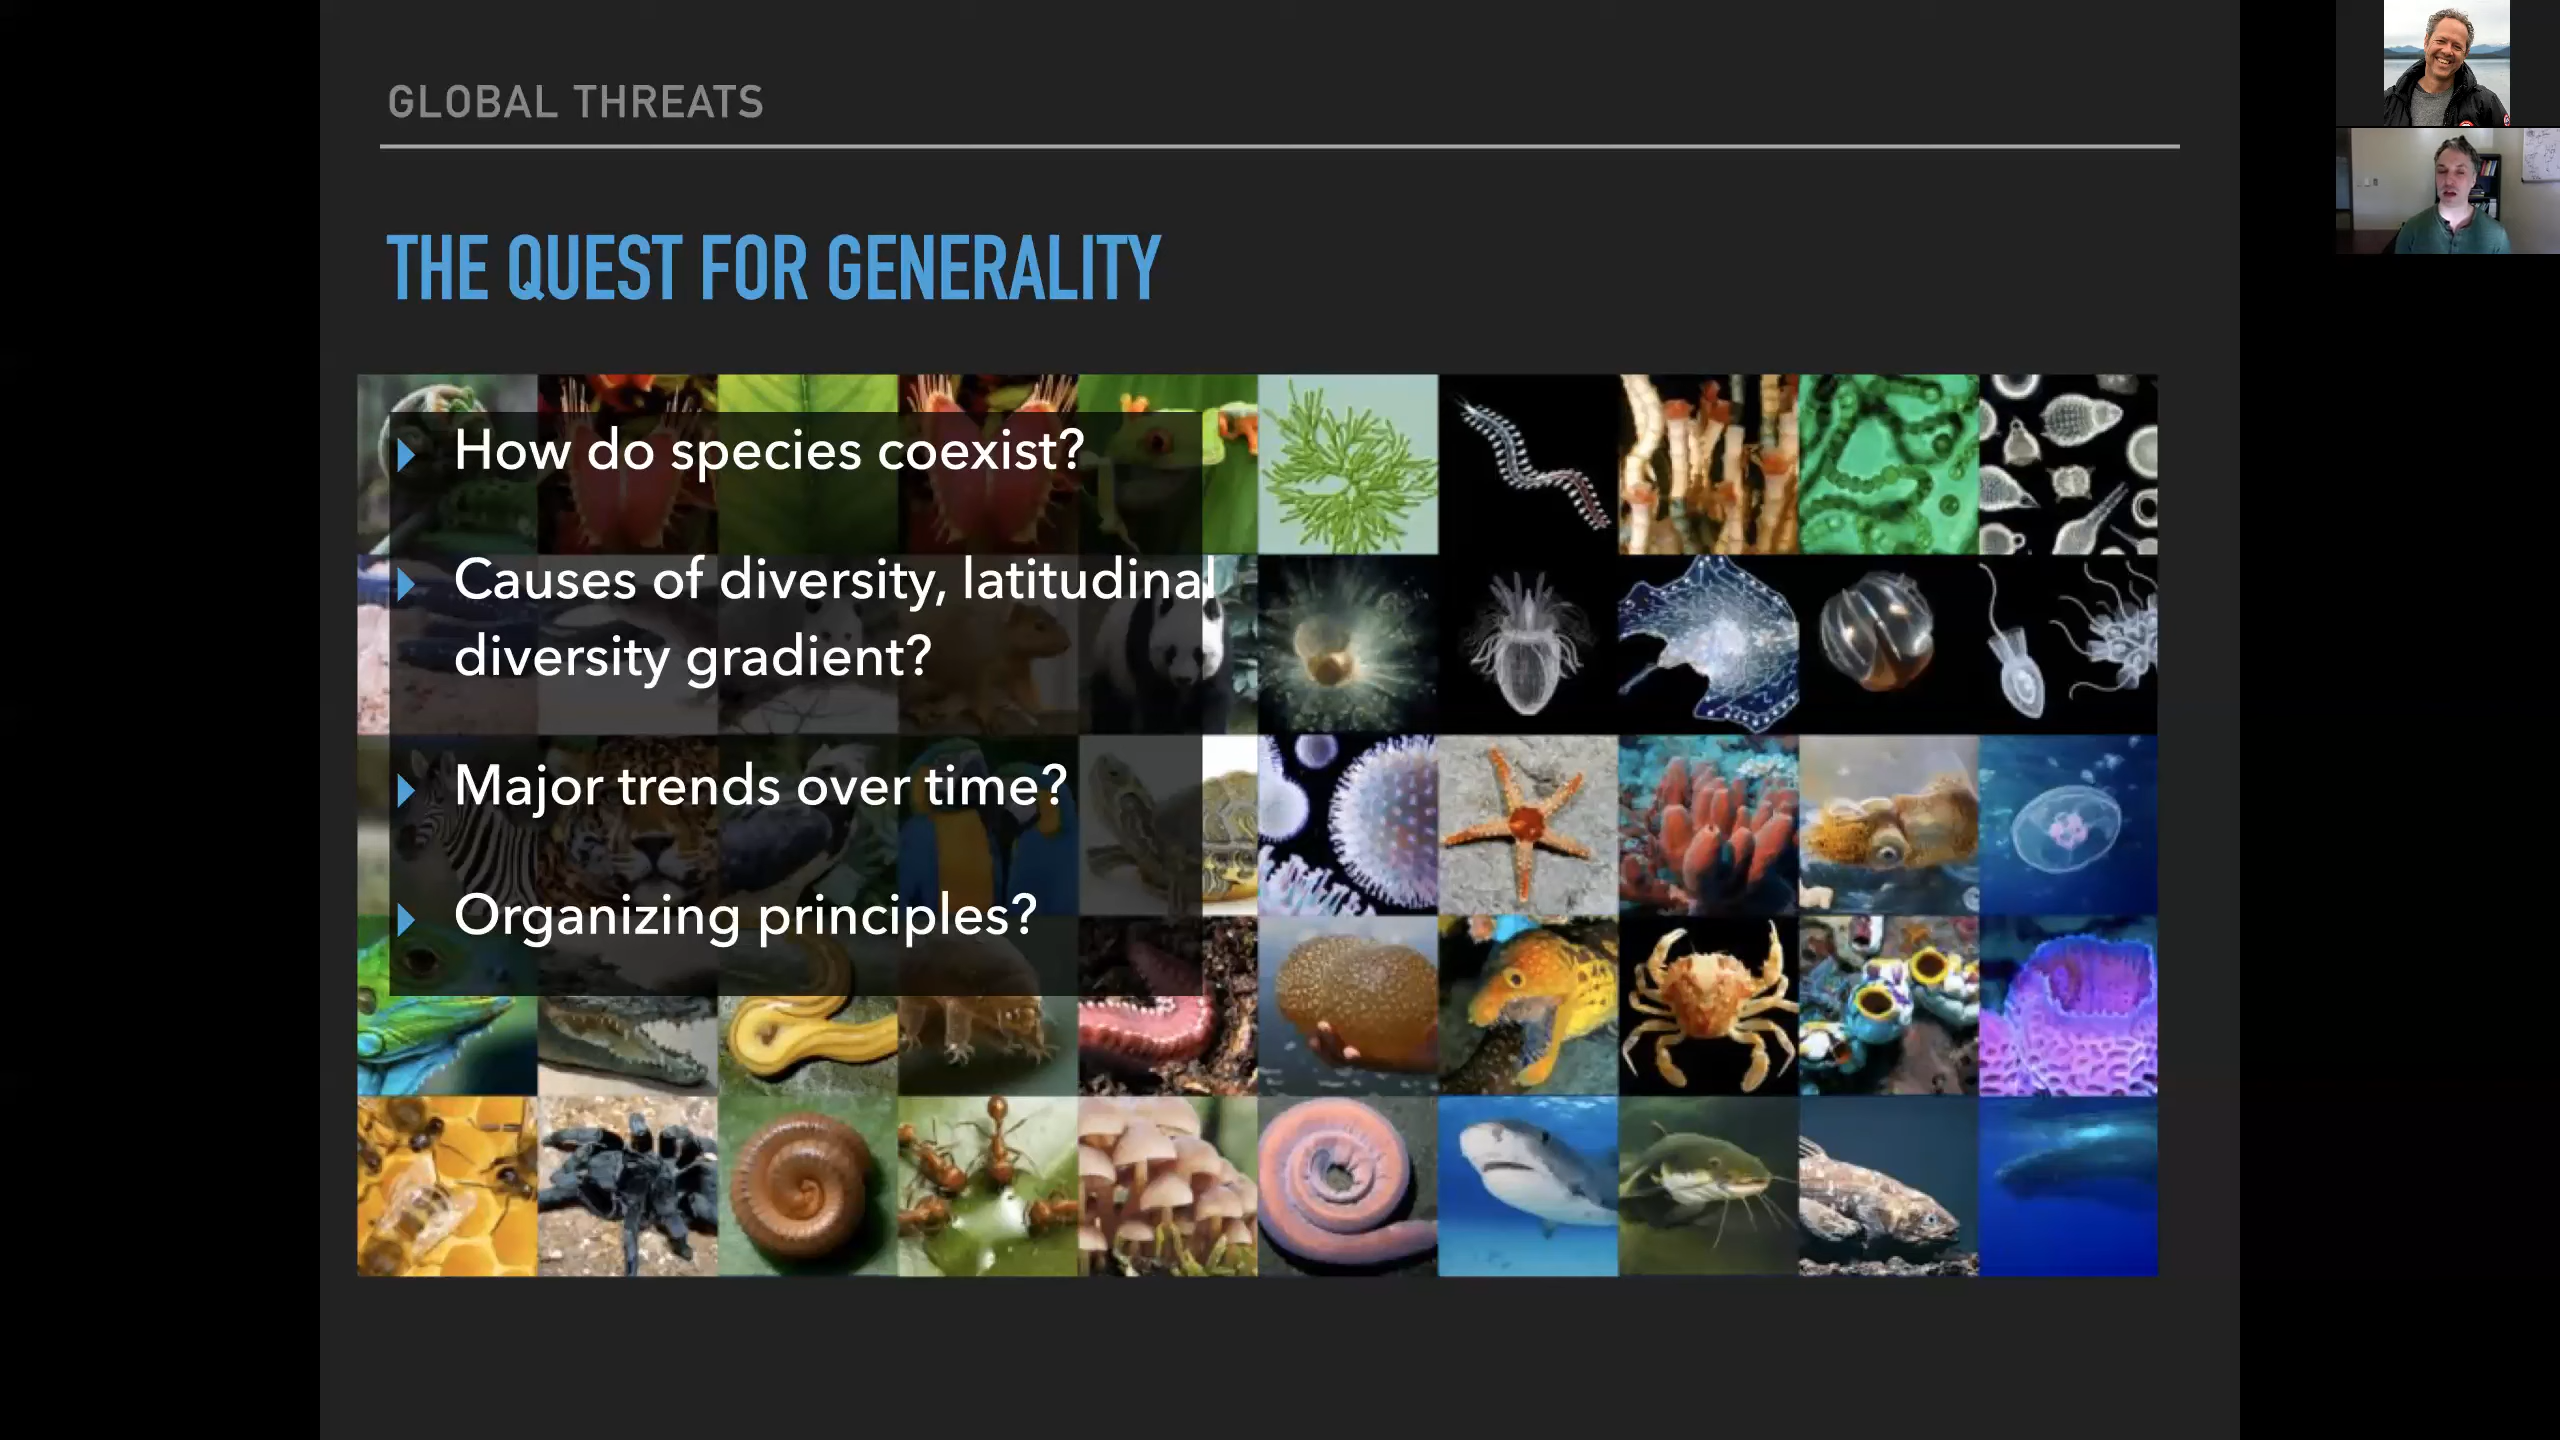 GLOBAL THREATS
THE QUEST FOR GENERALITY
How do species coexist?
Causes of diversity, latitudinal
diversity gradient?
Major trends over time?
Organizing principles?